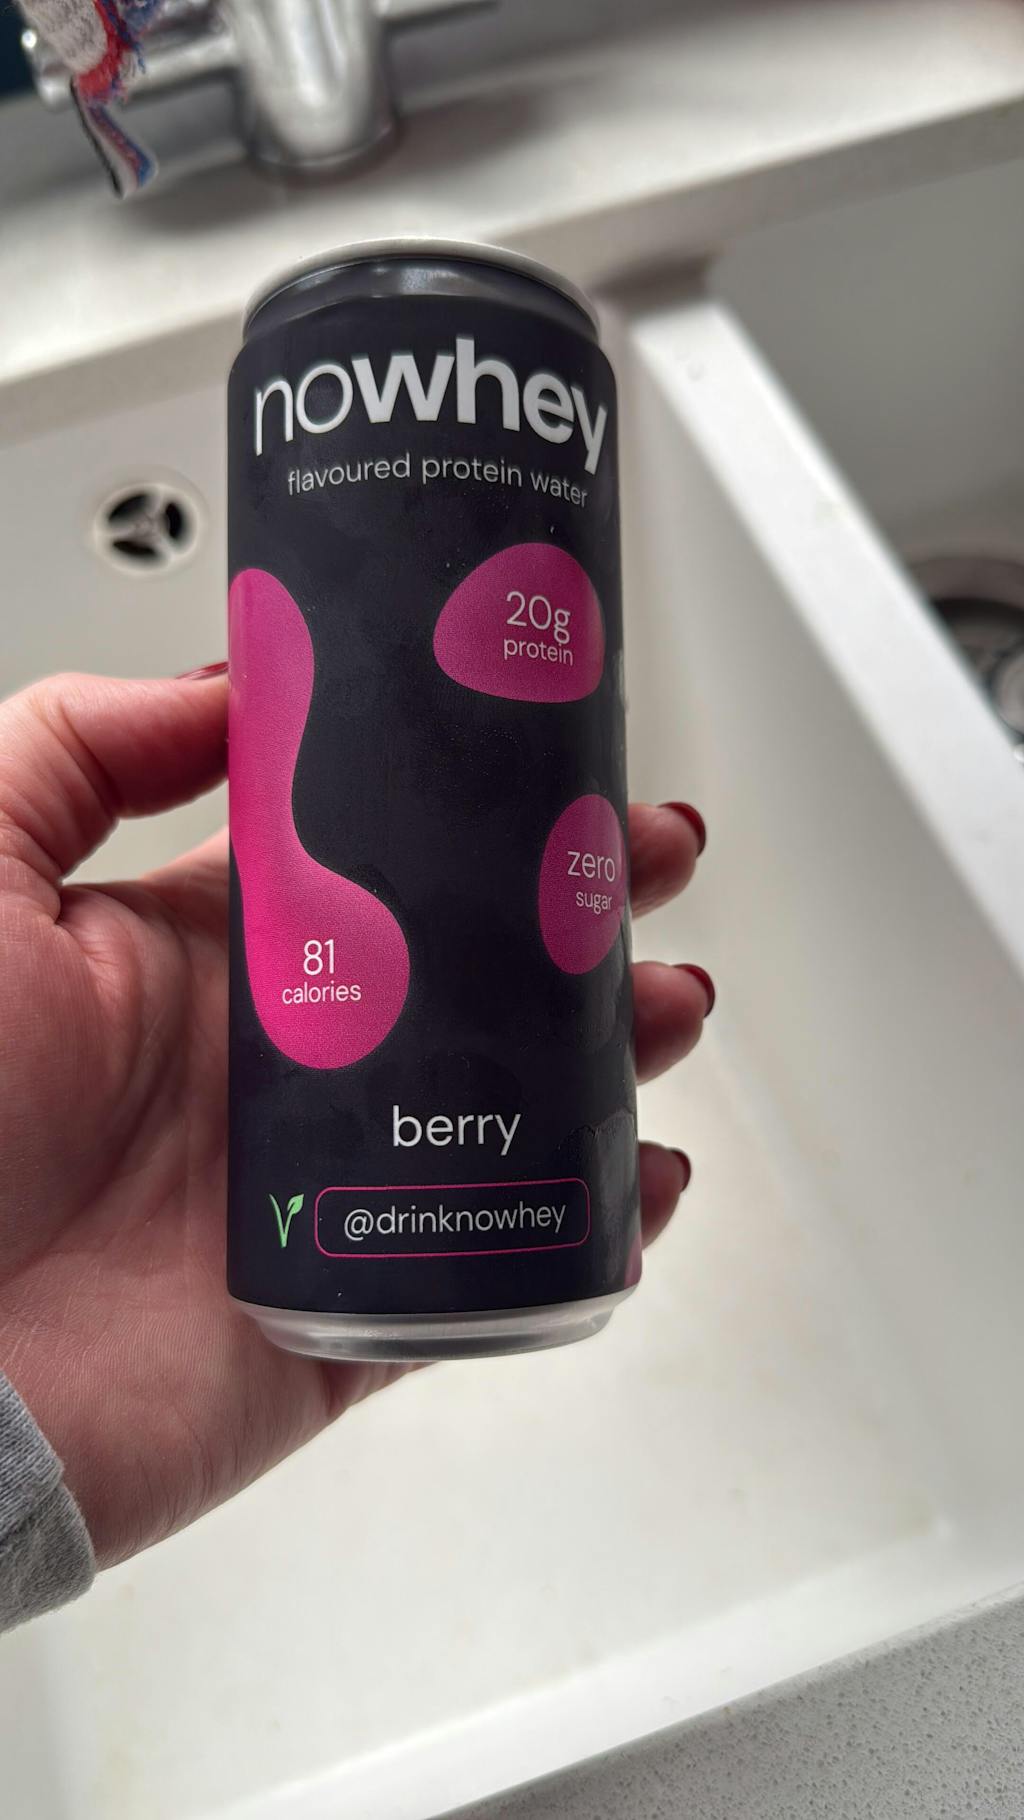 nowhey
flavoured protein water
20g
protein
zero
sugar
81
calories
berry
@drinknowhey